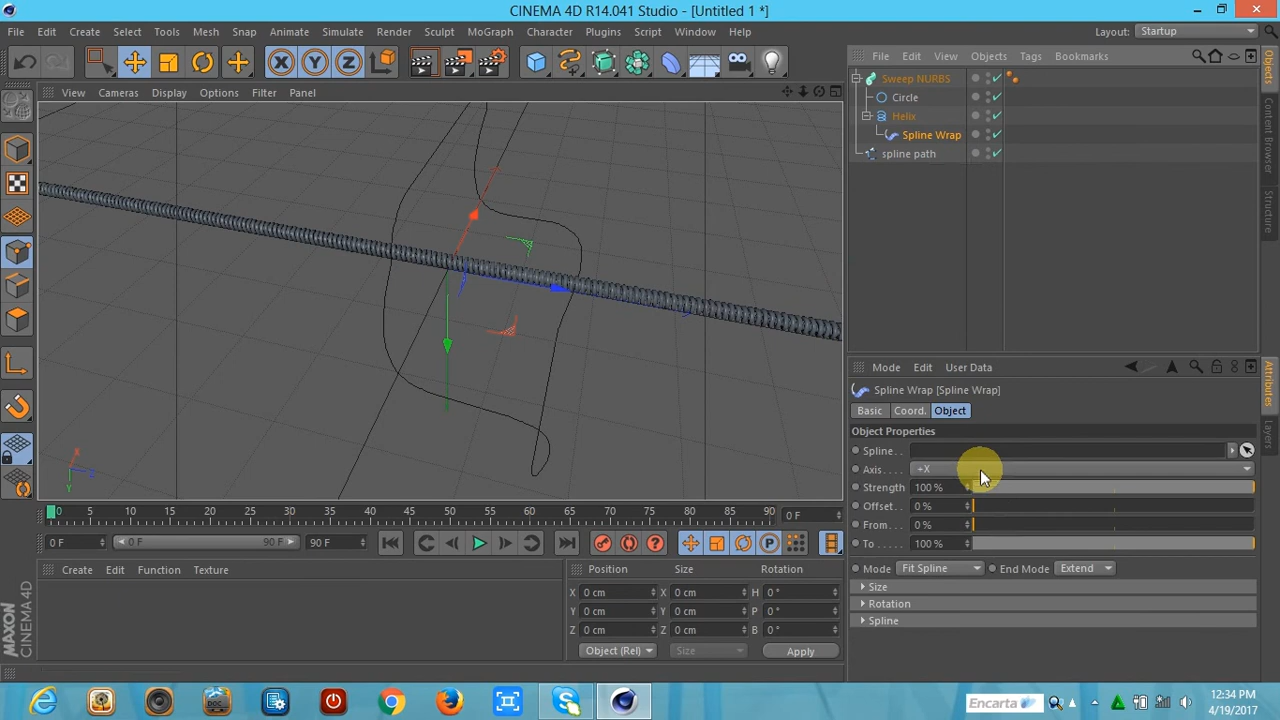 CINEMA 4D R14.041 Studio - [Untitled 1 *]
File Edit Create Select Tools Mesh Snap Animate Simulate Render Sculpt MoGraph Character Plugins Script Window Help Layout: Startup
X Y Z
File Edit View Objects Tags Bookmarks
View Cameras Display Options Filter Panel
Sweep NURBS
Circle
Helix
Spline Wrap
spline path
Objects
Content Browser
Structure
Mode Edit User Data
Spline Wrap [Spline Wrap]
Basic Coord. Object
Object Properties
Spline . .
Axis. . . . +X
Strength 100 %
Offset . . 0 %
From . . 0 %
To . . . . . 100 %
Mode Fit Spline End Mode Extend
Size
Rotation
Spline
Attributes
Layers
0 5 10 15 20 25 30 35 40 45 50 55 60 65 70 75 80 85 90 0 F
0 F 0 F 90 F 90 F
P
Create Edit Function Texture
Position Size Rotation
X 0 cm X 0 cm H 0 °
Y 0 cm Y 0 cm P 0 °
Z 0 cm Z 0 cm B 0 °
Object (Rel) Size Apply
MAXON
CINEMA 4D
DOC
Encarta
12:34 PM
4/19/2017